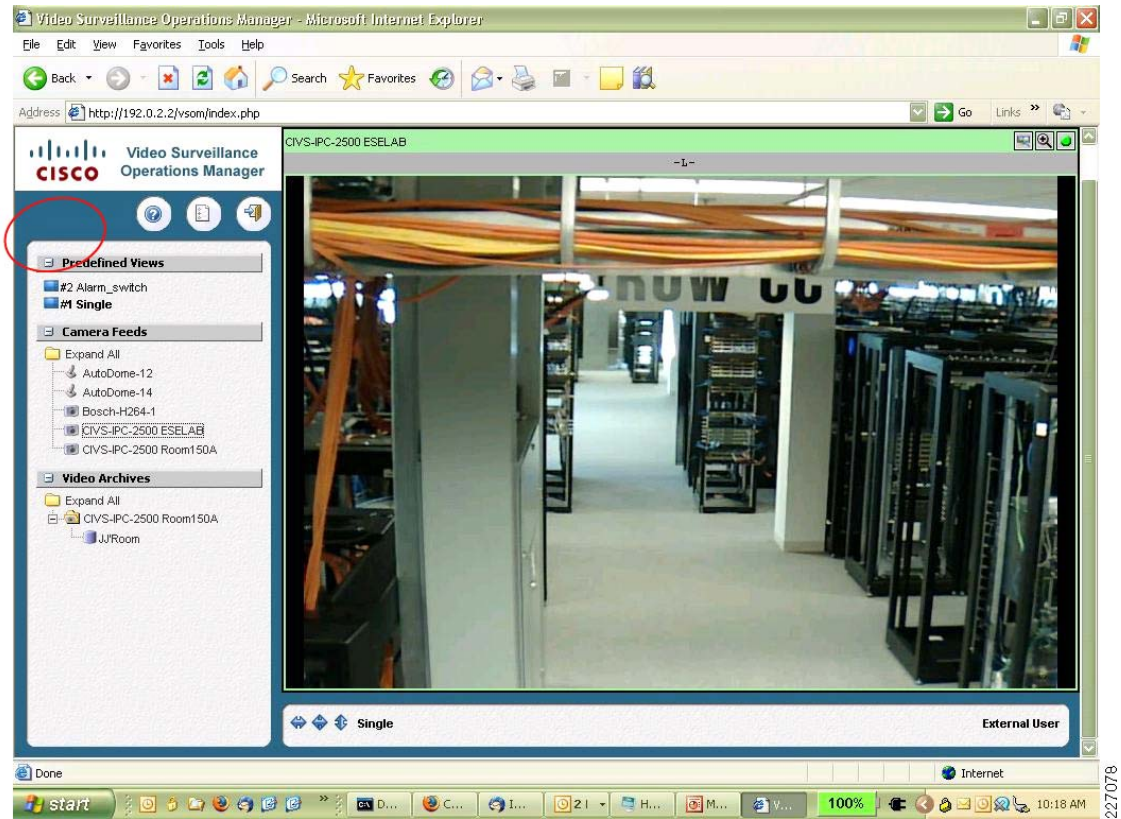 Video Surveillance Operations Manager - Microsoft Internet Explorer
File Edit View Favorites Tools Help
Back Search Favorites
Address http://192.0.2.2/vsom/index.php Go Links »
CISCO
Video Surveillance
Operations Manager
Predefined Views
#2 Alarm_switch
#1 Single
Camera Feeds
Expand All
AutoDome-12
AutoDome-14
Bosch-H264-1
CIVS-IPC-2500 ESELAB
CIVS-IPC-2500 Room150A
Video Archives
Expand All
CIVS-IPC-2500 Room150A
JJ'Room
CIVS-IPC-2500 ESELAB
-L-
ROW CC
Single
External User
Done Internet
start » D... C... I... 2 I H... M... V... 100% 10:18 AM
227078